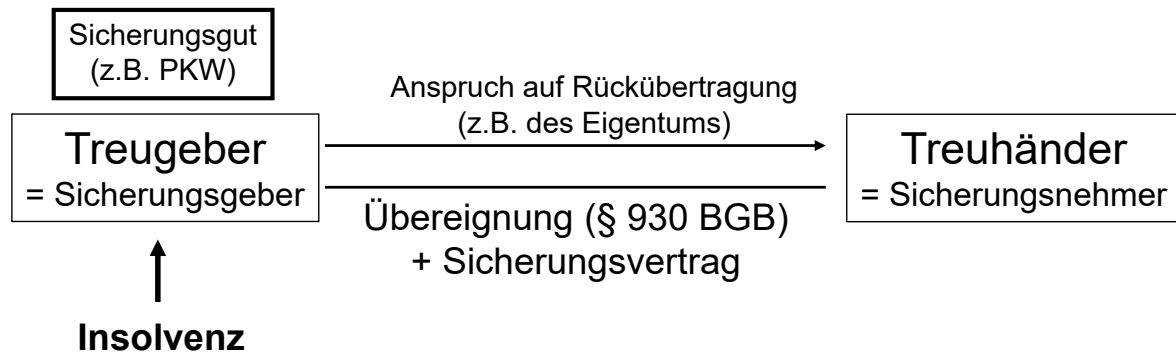 Sicherungsgut
(z.B. PKW)
Anspruch auf Rückübertragung
(z.B. des Eigentums)
Treugeber
= Sicherungsgeber
Treuhänder
= Sicherungsnehmer
Übereignung (§ 930 BGB)
+ Sicherungsvertrag
Insolvenz